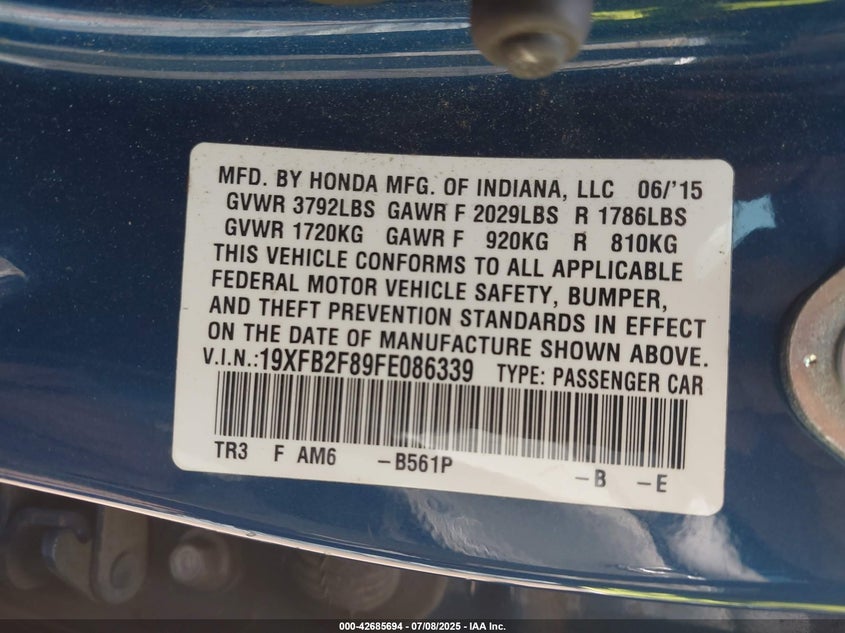 MFD. BY HONDA MFG. OF INDIANA, LLC 06/'15
GVWR 3792LBS GAWR F 2029LBS R 1786LBS
GVWR 1720KG GAWR F 920KG R 810KG
THIS VEHICLE CONFORMS TO ALL APPLICABLE
FEDERAL MOTOR VEHICLE SAFETY, BUMPER,
AND THEFT PREVENTION STANDARDS IN EFFECT
ON THE DATE OF MANUFACTURE SHOWN ABOVE.
V.I.N.:19XFB2F89FE086339 TYPE: PASSENGER CAR
TR3 F AM6 -B561P -B -E
000-42685694 / 07/08/2025 - IAA Inc.